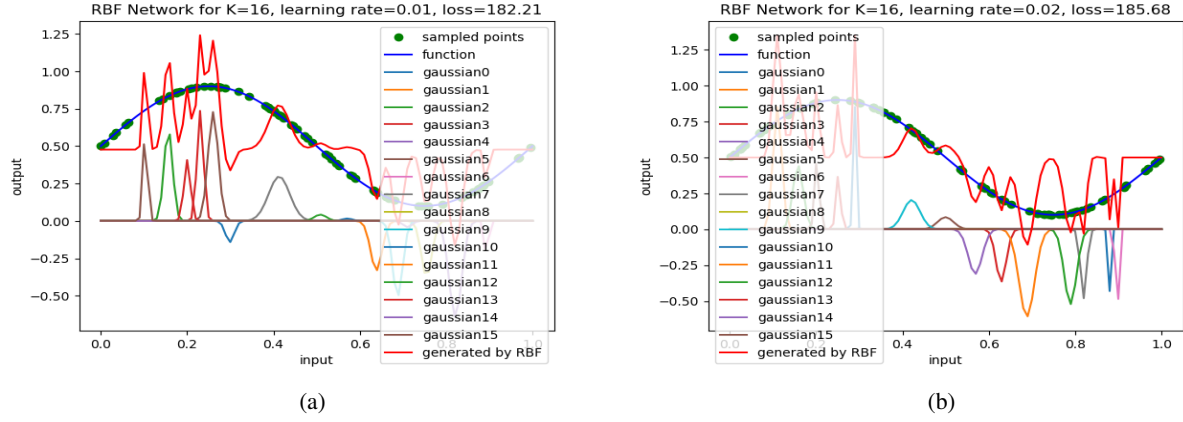 RBF Network for K=16, learning rate=0.01, loss=182.21
1.25
1.00
0.75
0.50
0.25
0.00
−0.25
−0.50
output
0.0
0.2
0.4
0.6
0.8
1.0
input
sampled points
function
gaussian0
gaussian1
gaussian2
gaussian3
gaussian4
gaussian5
gaussian6
gaussian7
gaussian8
gaussian9
gaussian10
gaussian11
gaussian12
gaussian13
gaussian14
gaussian15
generated by RBF
(a)
RBF Network for K=16, learning rate=0.02, loss=185.68
1.25
1.00
0.75
0.50
0.25
0.00
−0.25
−0.50
output
0.0
0.2
0.4
0.6
0.8
1.0
input
sampled points
function
gaussian0
gaussian1
gaussian2
gaussian3
gaussian4
gaussian5
gaussian6
gaussian7
gaussian8
gaussian9
gaussian10
gaussian11
gaussian12
gaussian13
gaussian14
gaussian15
generated by RBF
(b)